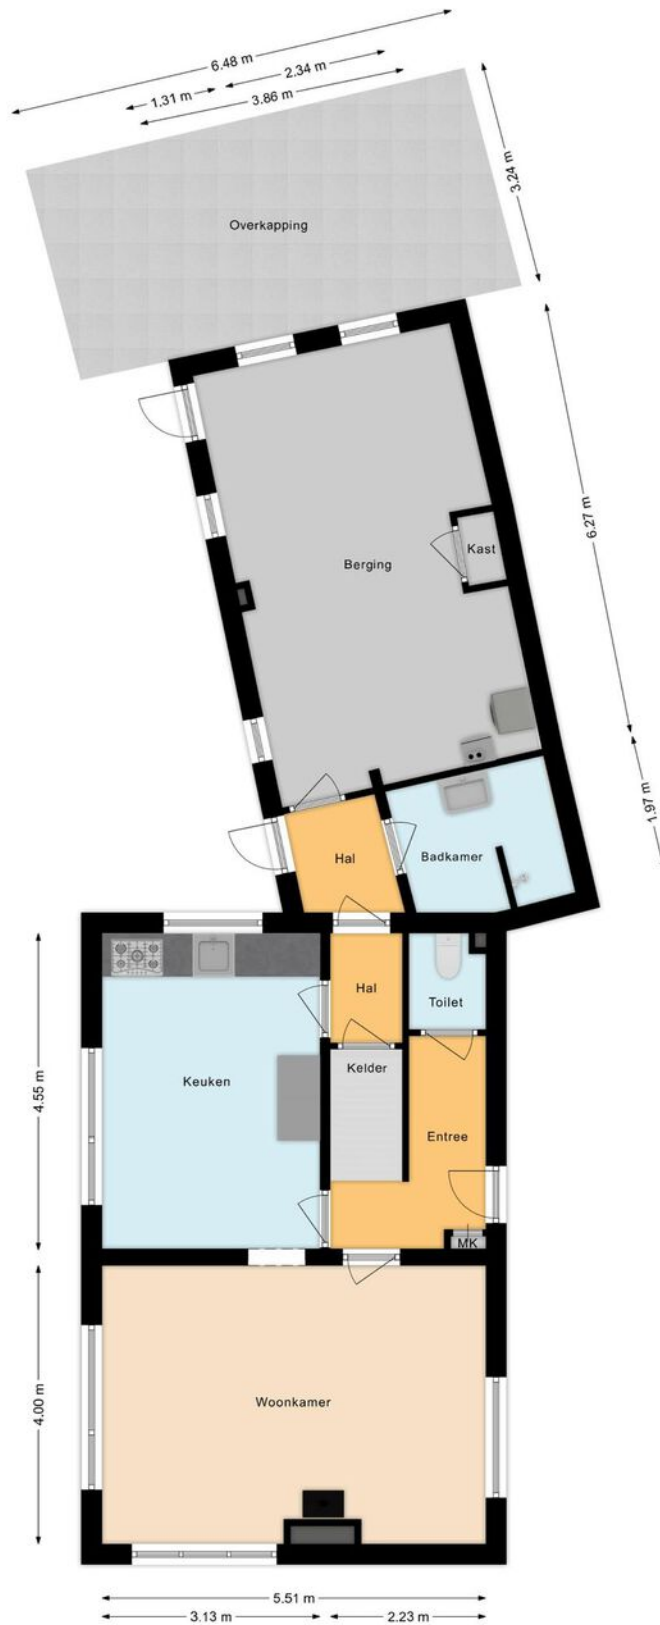 6.48 m
2.34 m
1.31 m
3.86 m
3.24 m
Overkapping
6.27 m
Kast
Berging
1.97 m
Hal
Badkamer
Hal
Toilet
Kelder
Keuken
4.55 m
Entree
MK
Woonkamer
4.00 m
5.51 m
3.13 m
2.23 m